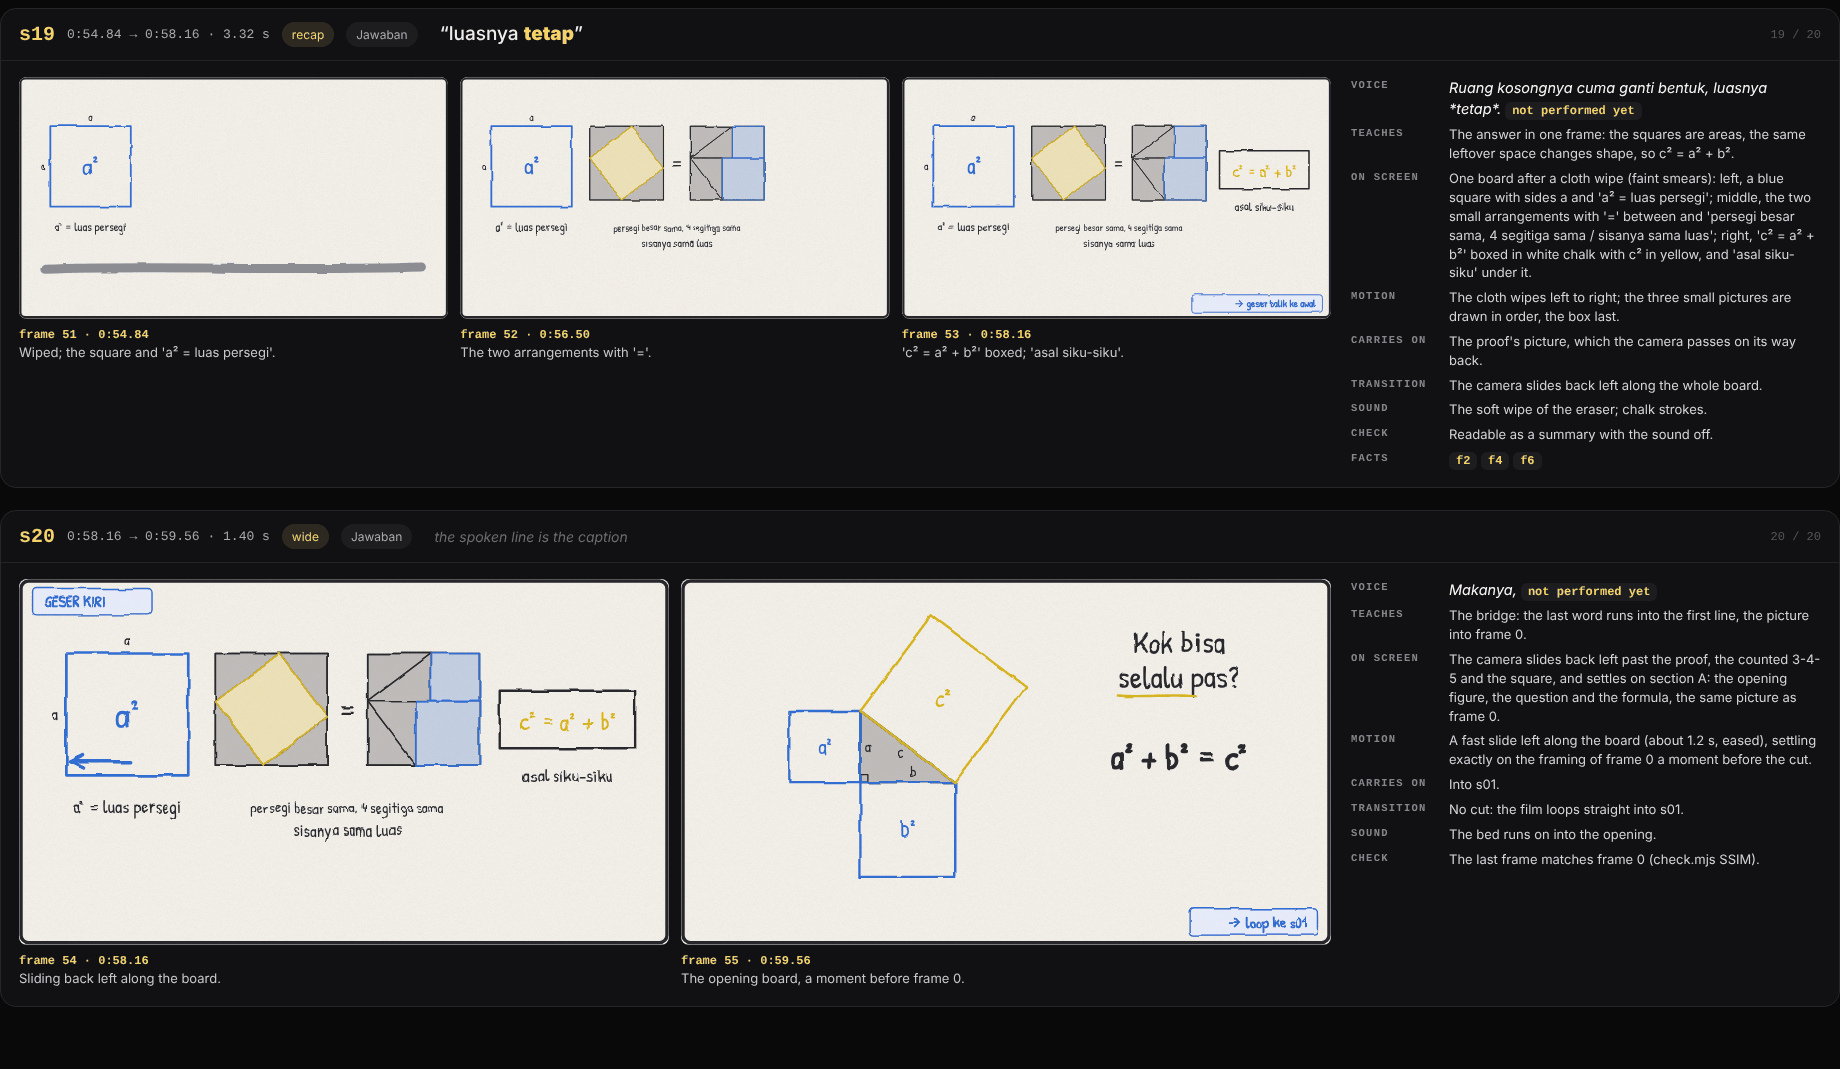 s19 0:54.84 → 0:58.16 · 3.32 s recap Jawaban “luasnya tetap” 19 / 20
a
a
a²
a² = luas persegi
frame 51 · 0:54.84
Wiped; the square and 'a² = luas persegi'.
a
a
a²
=
a² = luas persegi
persegi besar sama, 4 segitiga sama
sisanya sama luas
frame 52 · 0:56.50
The two arrangements with '='.
a
a
a²
=
c² = a² + b²
asal siku-siku
a² = luas persegi
persegi besar sama, 4 segitiga sama
sisanya sama luas
→ geser balik ke awal
frame 53 · 0:58.16
'c² = a² + b²' boxed; 'asal siku-siku'.
VOICE Ruang kosongnya cuma ganti bentuk, luasnya
*tetap*. not performed yet
TEACHES The answer in one frame: the squares are areas, the same
leftover space changes shape, so c² = a² + b².
ON SCREEN One board after a cloth wipe (faint smears): left, a blue
square with sides a and 'a² = luas persegi'; middle, the two
small arrangements with '=' between and 'persegi besar
sama, 4 segitiga sama / sisanya sama luas'; right, 'c² = a² +
b²' boxed in white chalk with c² in yellow, and 'asal siku-
siku' under it.
MOTION The cloth wipes left to right; the three small pictures are
drawn in order, the box last.
CARRIES ON The proof's picture, which the camera passes on its way
back.
TRANSITION The camera slides back left along the whole board.
SOUND The soft wipe of the eraser; chalk strokes.
CHECK Readable as a summary with the sound off.
FACTS f2 f4 f6
s20 0:58.16 → 0:59.56 · 1.40 s wide Jawaban the spoken line is the caption 20 / 20
GESER KIRI
a
a
a²
=
c² = a² + b²
asal siku-siku
a² = luas persegi
persegi besar sama, 4 segitiga sama
sisanya sama luas
frame 54 · 0:58.16
Sliding back left along the board.
Kok bisa
selalu pas?
c²
a²
a
c
b
b²
a² + b² = c²
→ loop ke s01
frame 55 · 0:59.56
The opening board, a moment before frame 0.
VOICE Makanya, not performed yet
TEACHES The bridge: the last word runs into the first line, the picture
into frame 0.
ON SCREEN The camera slides back left past the proof, the counted 3-4-
5 and the square, and settles on section A: the opening
figure, the question and the formula, the same picture as
frame 0.
MOTION A fast slide left along the board (about 1.2 s, eased), settling
exactly on the framing of frame 0 a moment before the cut.
CARRIES ON Into s01.
TRANSITION No cut: the film loops straight into s01.
SOUND The bed runs on into the opening.
CHECK The last frame matches frame 0 (check.mjs SSIM).